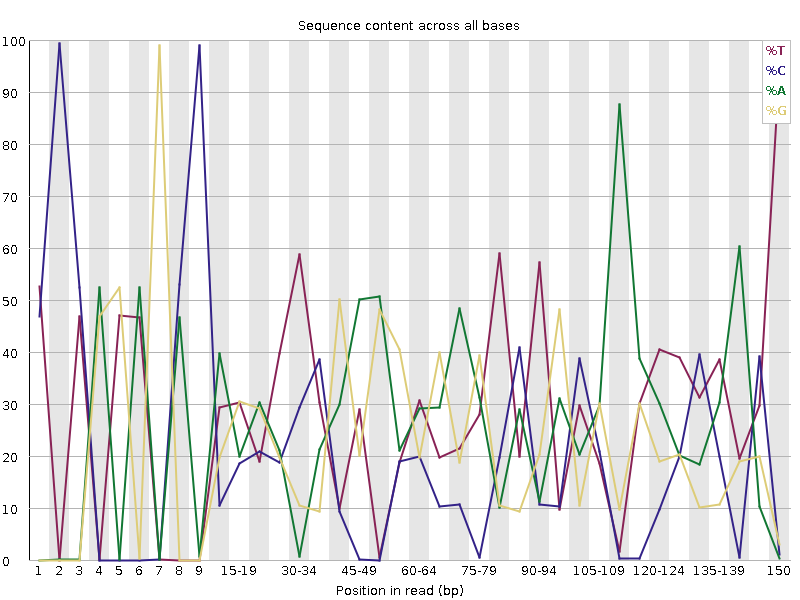 Sequence content across all bases
100
90
80
70
60
50
40
30
20
10
0
%T
%C
%A
%G
1 2 3 4 5 6 7 8 9 15-19 30-34 45-49 60-64 75-79 90-94 105-109 120-124 135-139 150
Position in read (bp)